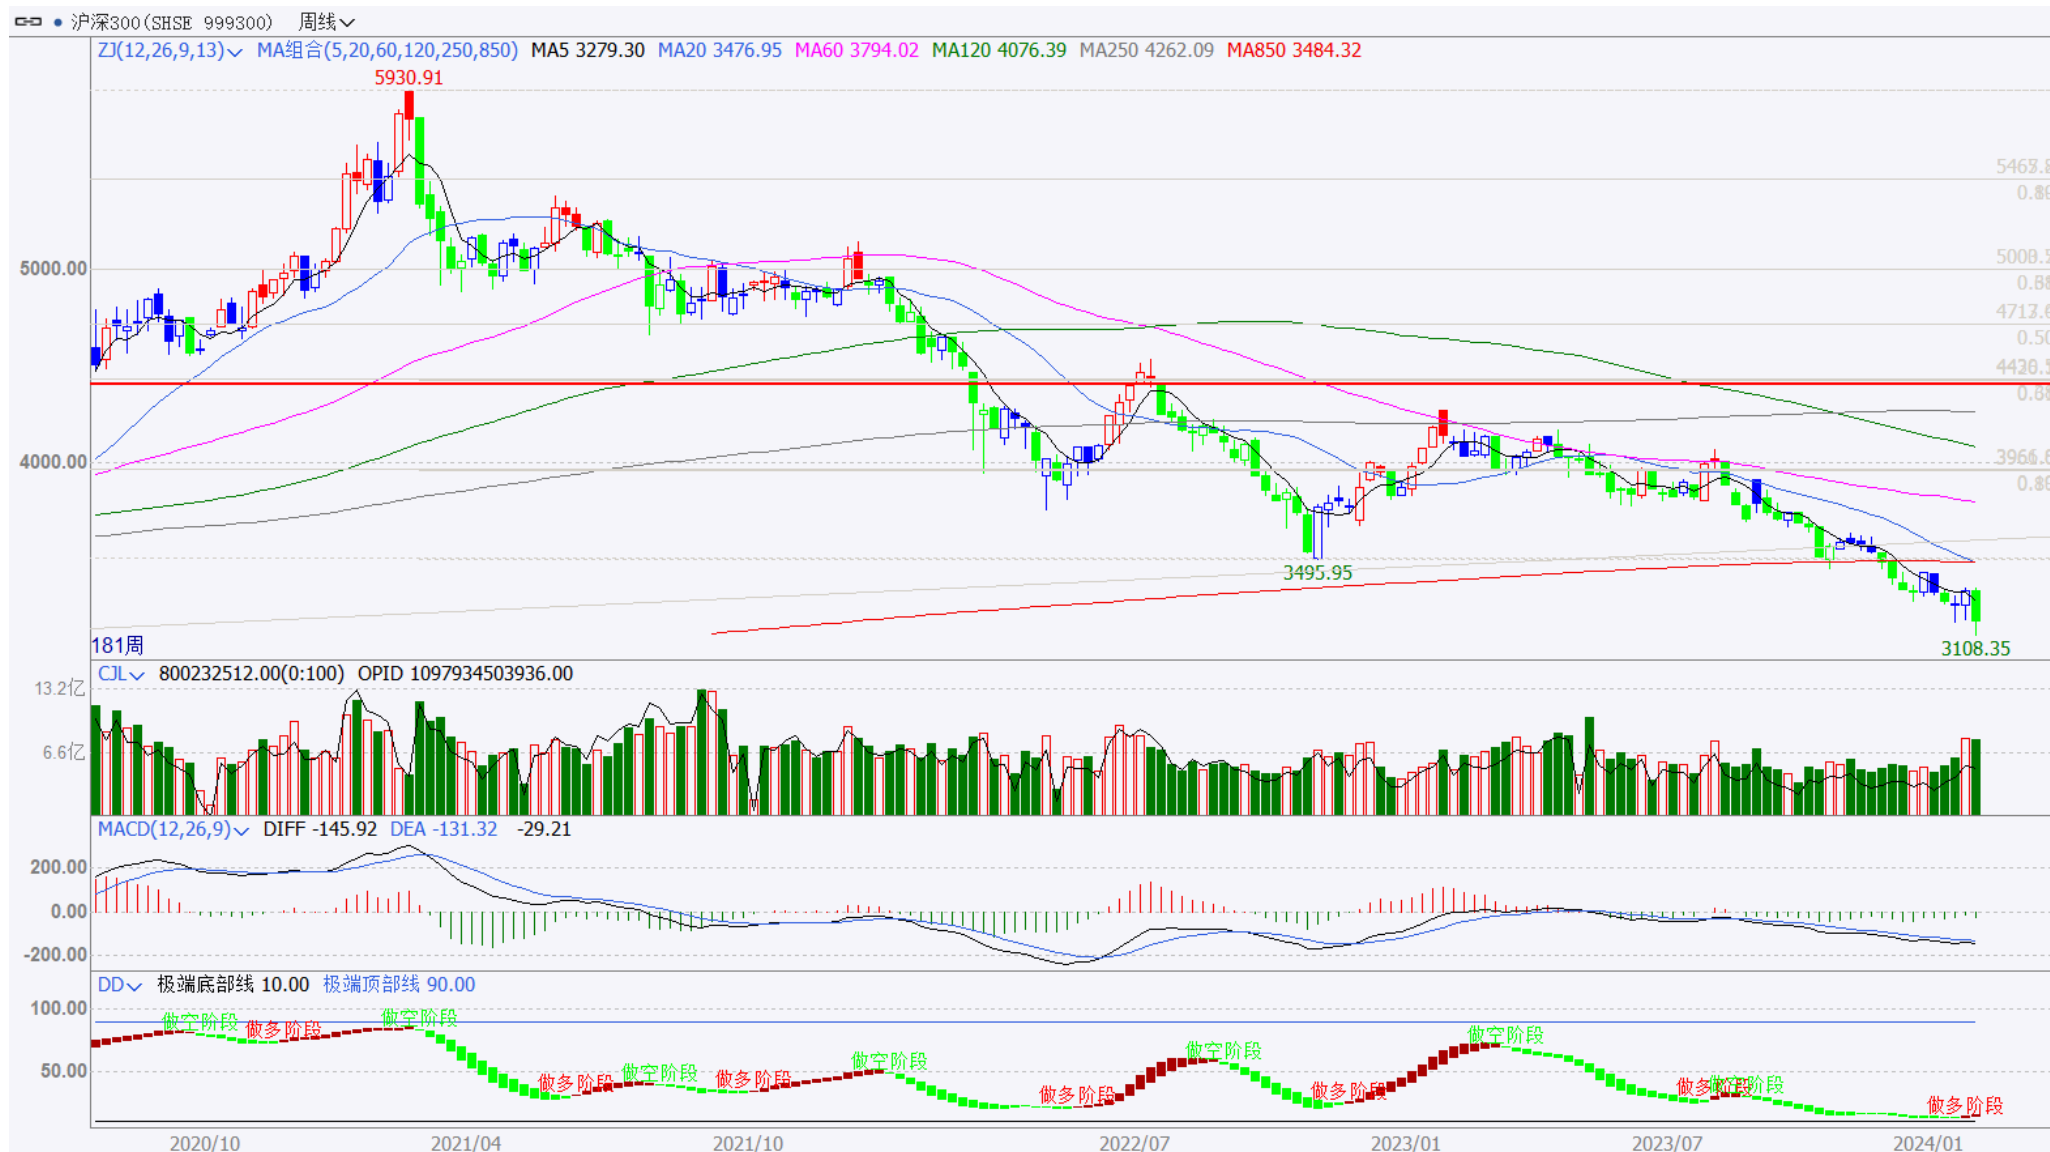 沪深300(SHSE 999300) 周线
ZJ(12,26,9,13) MA组合(5,20,60,120,250,850) MA5 3279.30 MA20 3476.95 MA60 3794.02 MA120 4076.39 MA250 4262.09 MA850 3484.32
5930.91
5000.00
0.50
4000.00
3495.95
181周
3108.35
CJL 800232512.00(0:100) OPID 1097934503936.00
13.2亿
6.6亿
MACD(12,26,9) DIFF -145.92 DEA -131.32 -29.21
200.00
0.00
-200.00
DD 极端底部线 10.00 极端顶部线 90.00
100.00
做空阶段 做多阶段 做空阶段 做多阶段 做空阶段 做多阶段 做空阶段 做多阶段 做空阶段 做多阶段 做空阶段 做多阶段 做空阶段 做多阶段
50.00
2020/10 2021/04 2021/10 2022/07 2023/01 2023/07 2024/01